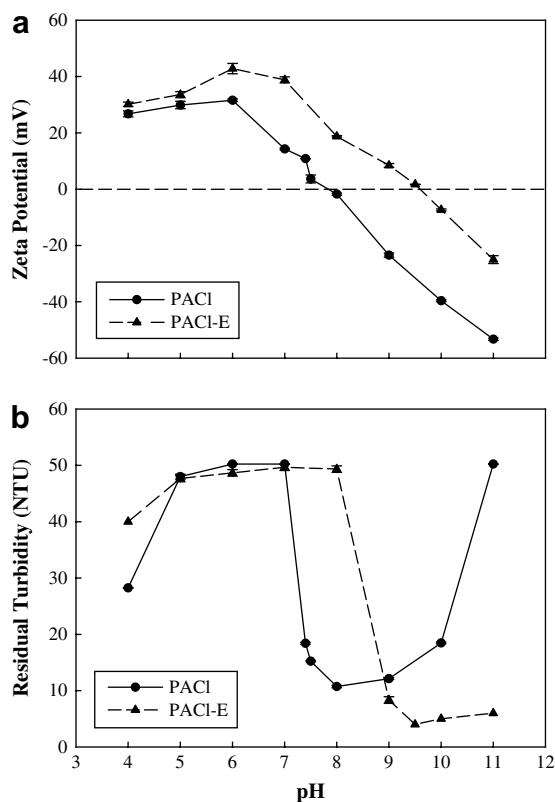 a
Zeta Potential (mV)
60
40
20
0
-20
-40
-60
PACl
PACl-E
b
Residual Turbidity (NTU)
60
50
40
30
20
10
0
PACl
PACl-E
3 4 5 6 7 8 9 10 11 12
pH